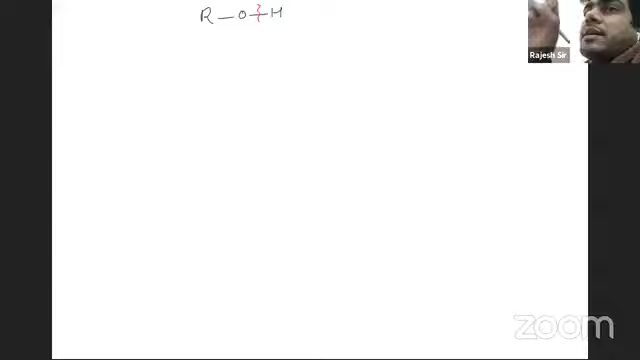 R — O — H
Rajesh Sir
zoom